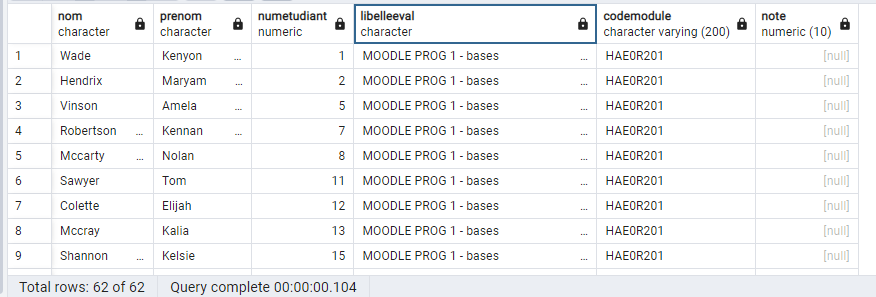 nom prenom numetudiant libelleeval codemodule note
character character numeric character character varying (200) numeric (10)
1 Wade Kenyon … 1 MOODLE PROG 1 - bases … HAE0R201 [null]
2 Hendrix Maryam … 2 MOODLE PROG 1 - bases … HAE0R201 [null]
3 Vinson Amela … 5 MOODLE PROG 1 - bases … HAE0R201 [null]
4 Robertson … Kennan … 7 MOODLE PROG 1 - bases … HAE0R201 [null]
5 Mccarty … Nolan 8 MOODLE PROG 1 - bases … HAE0R201 [null]
6 Sawyer Tom 11 MOODLE PROG 1 - bases … HAE0R201 [null]
7 Colette Elijah 12 MOODLE PROG 1 - bases … HAE0R201 [null]
8 Mccray Kalia 13 MOODLE PROG 1 - bases … HAE0R201 [null]
9 Shannon … Kelsie 15 MOODLE PROG 1 - bases … HAE0R201 [null]
Total rows: 62 of 62 Query complete 00:00:00.104